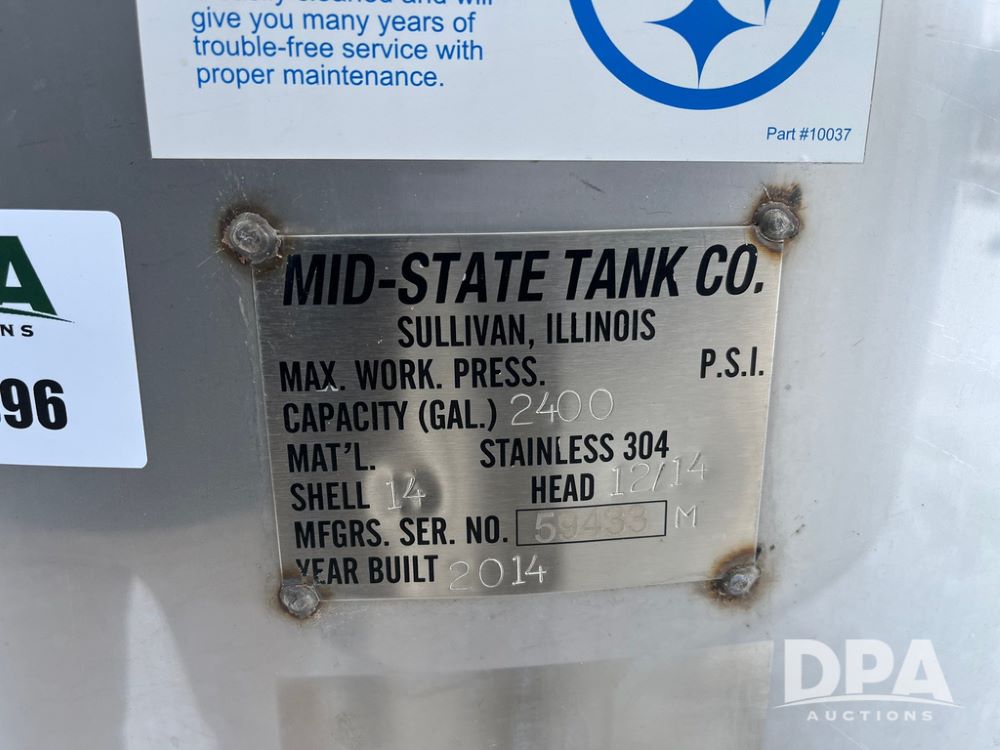 give you many years of
trouble-free service with
proper maintenance.
Part #10037
MID-STATE TANK CO.
SULLIVAN, ILLINOIS
MAX. WORK. PRESS. P.S.I.
CAPACITY (GAL.) 2400
MAT'L. STAINLESS 304
SHELL 14 HEAD 12/14
MFGRS. SER. NO. 59433 M
YEAR BUILT 2014
A
NS
96
DPA
AUCTIONS